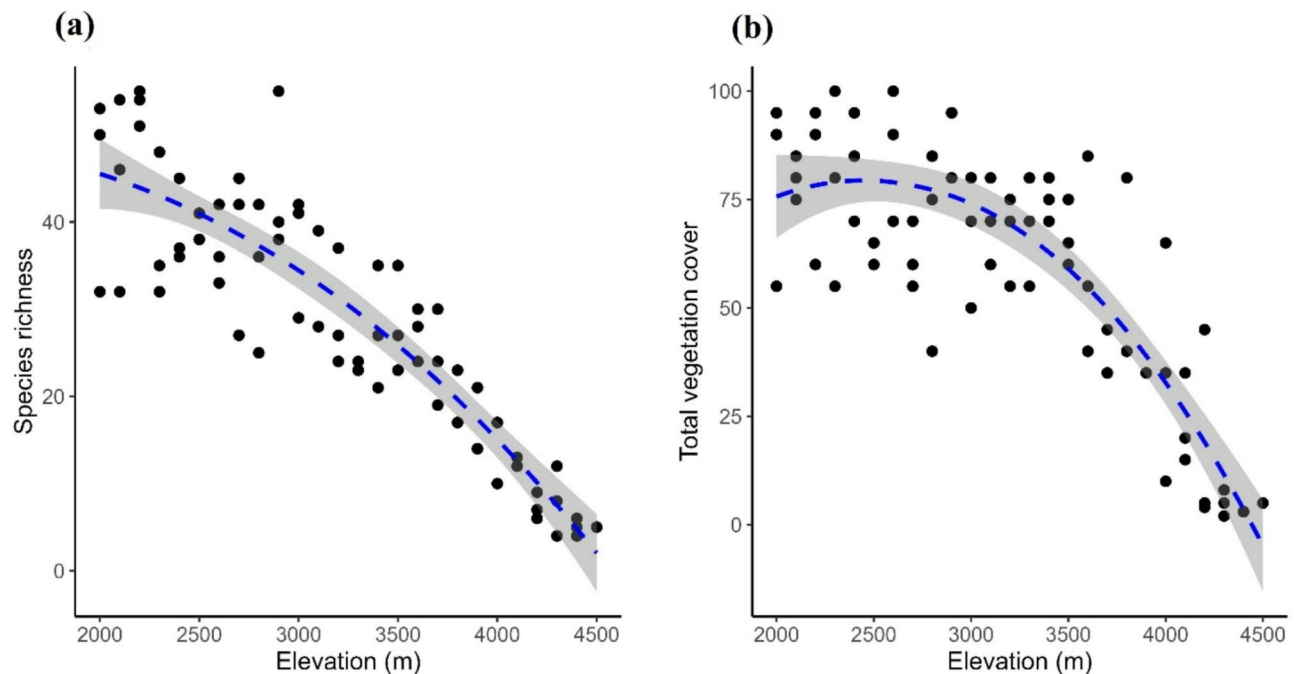 (a)
Species richness
40
20
0
2000 2500 3000 3500 4000 4500
Elevation (m)
(b)
Total vegetation cover
100
75
50
25
0
2000 2500 3000 3500 4000 4500
Elevation (m)